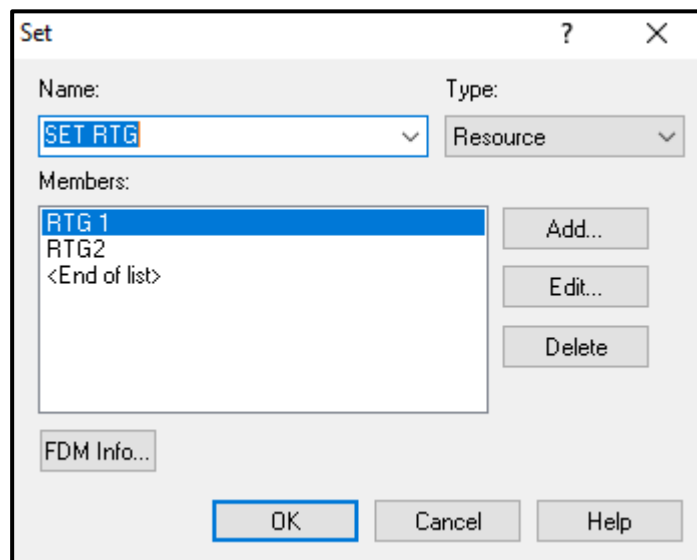 Set ?
Name: Type:
SET RTG Resource
Members:
RTG 1
RTG2
<End of list>
Add...
Edit...
Delete
FDM Info...
OK Cancel Help